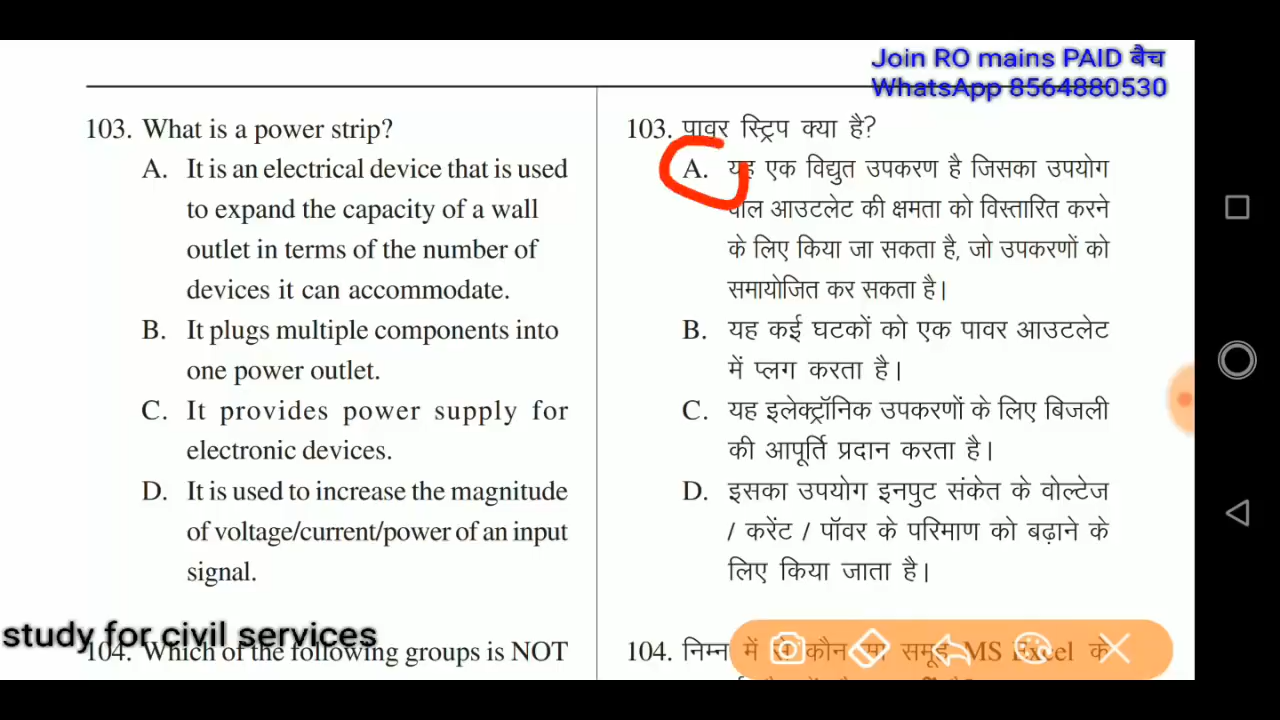 Join RO mains PAID बैच
WhatsApp 8564880530
103. What is a power strip?
A. It is an electrical device that is used
to expand the capacity of a wall
outlet in terms of the number of
devices it can accommodate.
B. It plugs multiple components into
one power outlet.
C. It provides power supply for
electronic devices.
D. It is used to increase the magnitude
of voltage/current/power of an input
signal.
104. Which of the following groups is NOT
103. पावर स्ट्रिप क्या है?
A. यह एक विद्युत उपकरण है जिसका उपयोग
वाल आउटलेट की क्षमता को विस्तारित करने
के लिए किया जा सकता है, जो उपकरणों को
समायोजित कर सकता है।
B. यह कई घटकों को एक पावर आउटलेट
में प्लग करता है।
C. यह इलेक्ट्रॉनिक उपकरणों के लिए बिजली
की आपूर्ति प्रदान करता है।
D. इसका उपयोग इनपुट संकेत के वोल्टेज
/ करेंट / पॉवर के परिमाण को बढ़ाने के
लिए किया जाता है।
104. निम्न में से कौन सा समूह MS Excel के
study for civil services